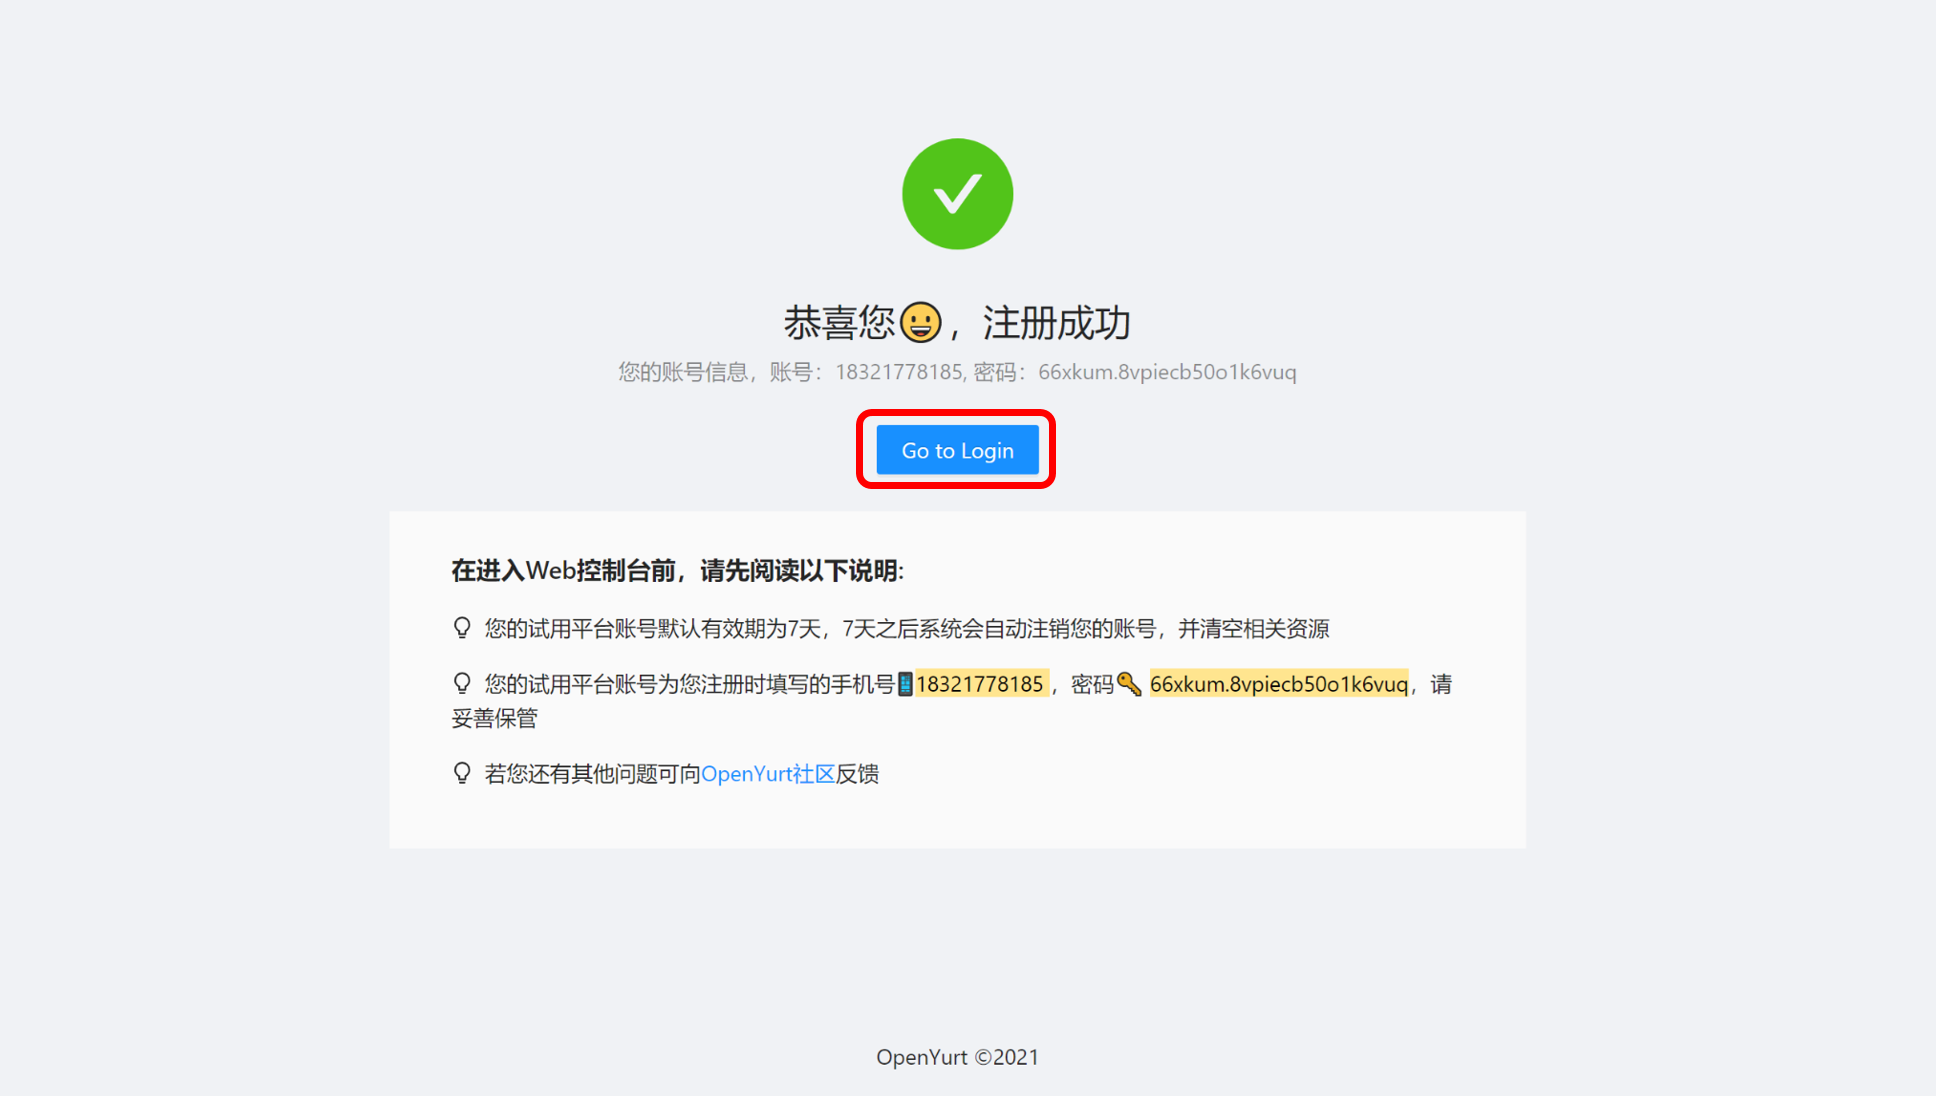 恭喜您😀，注册成功
您的账号信息，账号：18321778185, 密码：66xkum.8vpiecb50o1k6vuq
Go to Login
在进入Web控制台前，请先阅读以下说明:
您的试用平台账号默认有效期为7天，7天之后系统会自动注销您的账号，并清空相关资源
您的试用平台账号为您注册时填写的手机号📱18321778185 ，密码🔑 66xkum.8vpiecb50o1k6vuq，请
妥善保管
若您还有其他问题可向OpenYurt社区反馈
OpenYurt ©2021